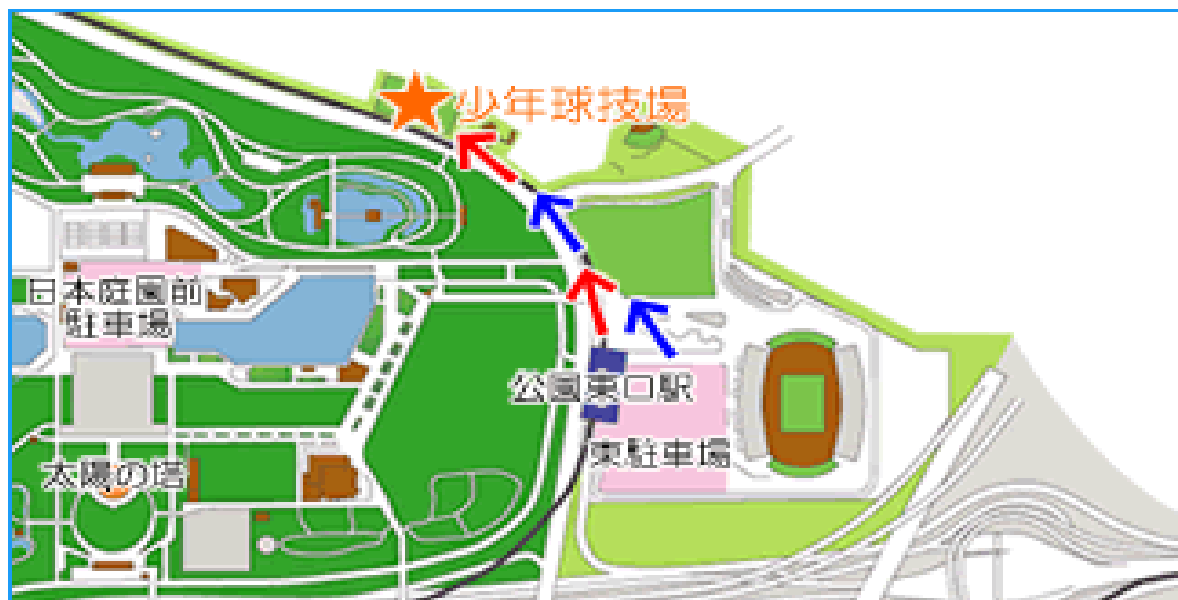 少年球技場
日本庭園前
駐車場
公園東口駅
東駐車場
太陽の塔